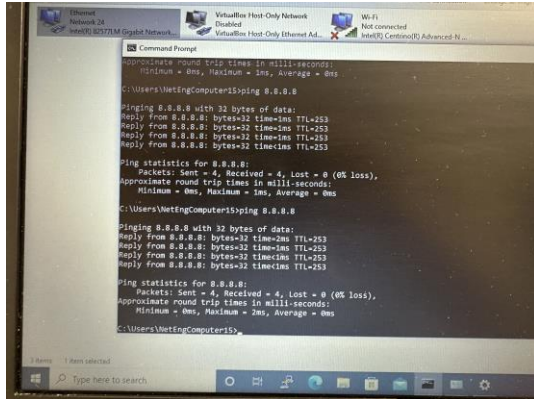 Ethernet
Network 24
Intel(R) 82577LM Gigabit Network...
VirtualBox Host-Only Network
Disabled
VirtualBox Host-Only Ethernet Ad...
Wi-Fi
Not connected
Intel(R) Centrino(R) Advanced-N ...
Command Prompt
Approximate round trip times in milli-seconds:
Minimum = 0ms, Maximum = 1ms, Average = 0ms
C:\Users\NetEngComputer15>ping 8.8.8.8
Pinging 8.8.8.8 with 32 bytes of data:
Reply from 8.8.8.8: bytes=32 time=1ms TTL=253
Reply from 8.8.8.8: bytes=32 time=1ms TTL=253
Reply from 8.8.8.8: bytes=32 time=1ms TTL=253
Reply from 8.8.8.8: bytes=32 time<1ms TTL=253
Ping statistics for 8.8.8.8:
Packets: Sent = 4, Received = 4, Lost = 0 (0% loss),
Approximate round trip times in milli-seconds:
Minimum = 0ms, Maximum = 1ms, Average = 0ms
C:\Users\NetEngComputer15>ping 8.8.8.8
Pinging 8.8.8.8 with 32 bytes of data:
Reply from 8.8.8.8: bytes=32 time=2ms TTL=253
Reply from 8.8.8.8: bytes=32 time=1ms TTL=253
Reply from 8.8.8.8: bytes=32 time<1ms TTL=253
Reply from 8.8.8.8: bytes=32 time<1ms TTL=253
Ping statistics for 8.8.8.8:
Packets: Sent = 4, Received = 4, Lost = 0 (0% loss),
Approximate round trip times in milli-seconds:
Minimum = 0ms, Maximum = 2ms, Average = 0ms
C:\Users\NetEngComputer15>
3 items 1 item selected
Type here to search